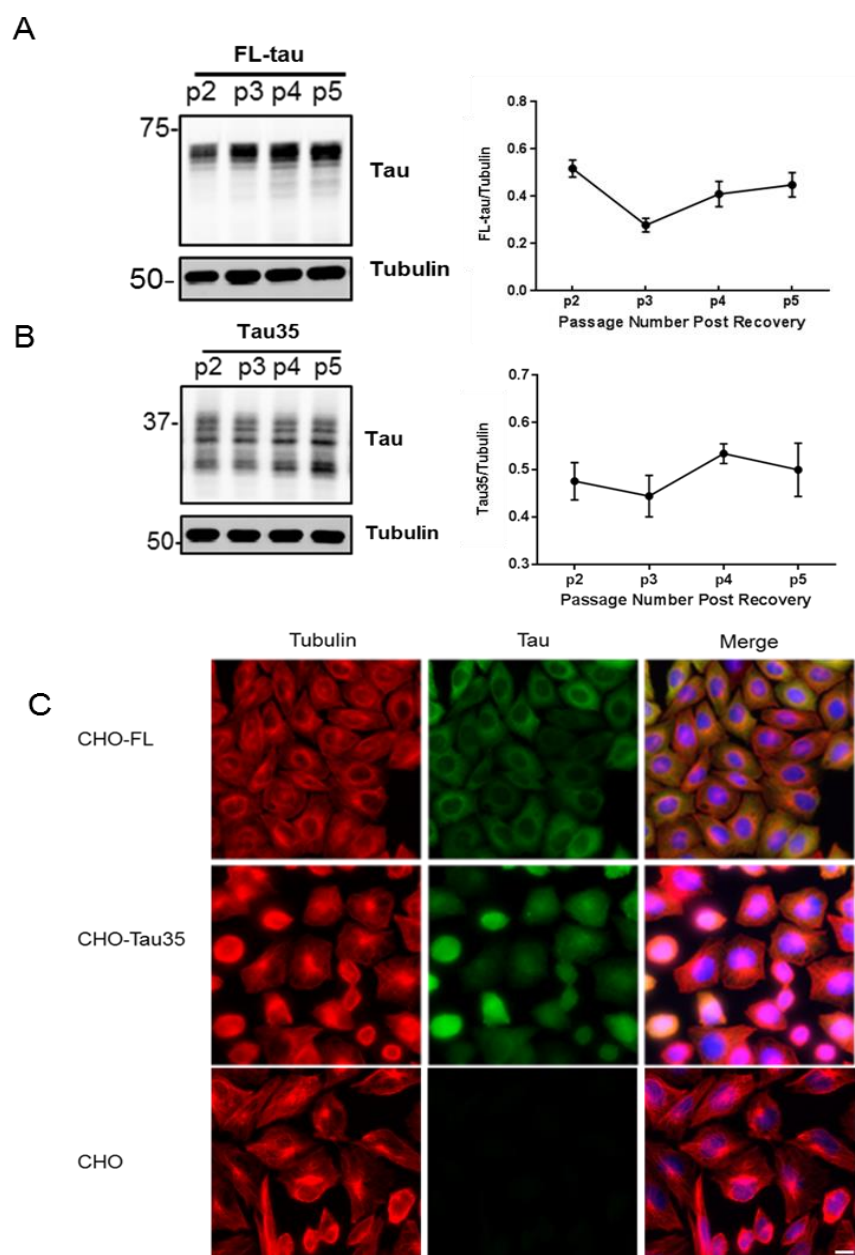 A
FL-tau
p2 p3 p4 p5
75-
Tau
50-
Tubulin
0.8
0.6
0.4
0.2
0.0
FL-tau/Tubulin
p2 p3 p4 p5
Passage Number Post Recovery
B
Tau35
p2 p3 p4 p5
37-
Tau
50-
Tubulin
0.7
0.6
0.5
0.4
0.3
Tau35/Tubulin
p2 p3 p4 p5
Passage Number Post Recovery
C
Tubulin Tau Merge
CHO-FL
CHO-Tau35
CHO